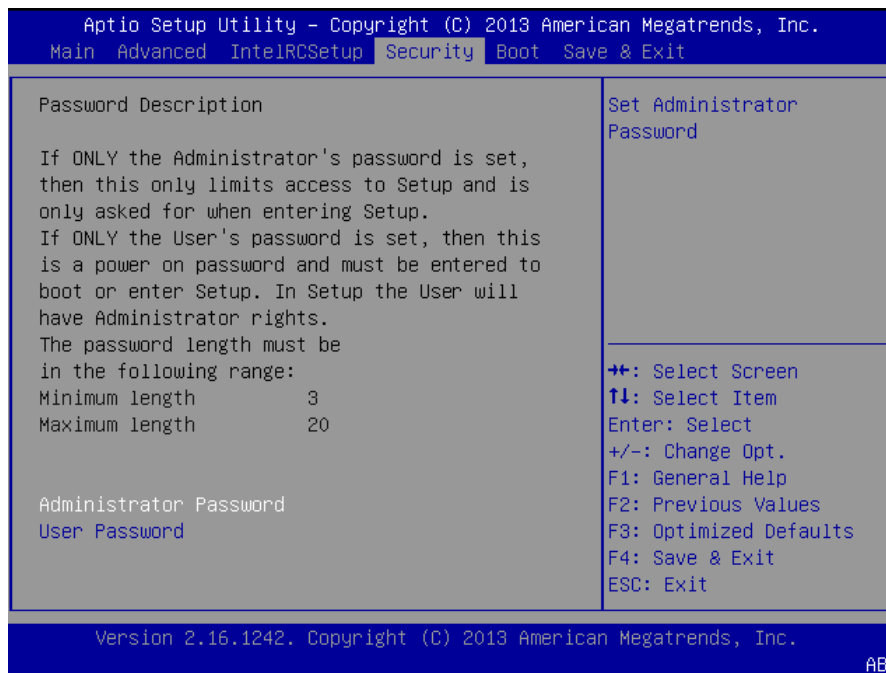 Aptio Setup Utility – Copyright (C) 2013 American Megatrends, Inc.
Main Advanced IntelRCSetup Security Boot Save & Exit
Password Description
If ONLY the Administrator's password is set,
then this only limits access to Setup and is
only asked for when entering Setup.
If ONLY the User's password is set, then this
is a power on password and must be entered to
boot or enter Setup. In Setup the User will
have Administrator rights.
The password length must be
in the following range:
Minimum length 3
Maximum length 20
Administrator Password
User Password
Set Administrator
Password
→←: Select Screen
↑↓: Select Item
Enter: Select
+/-: Change Opt.
F1: General Help
F2: Previous Values
F3: Optimized Defaults
F4: Save & Exit
ESC: Exit
Version 2.16.1242. Copyright (C) 2013 American Megatrends, Inc.
AB